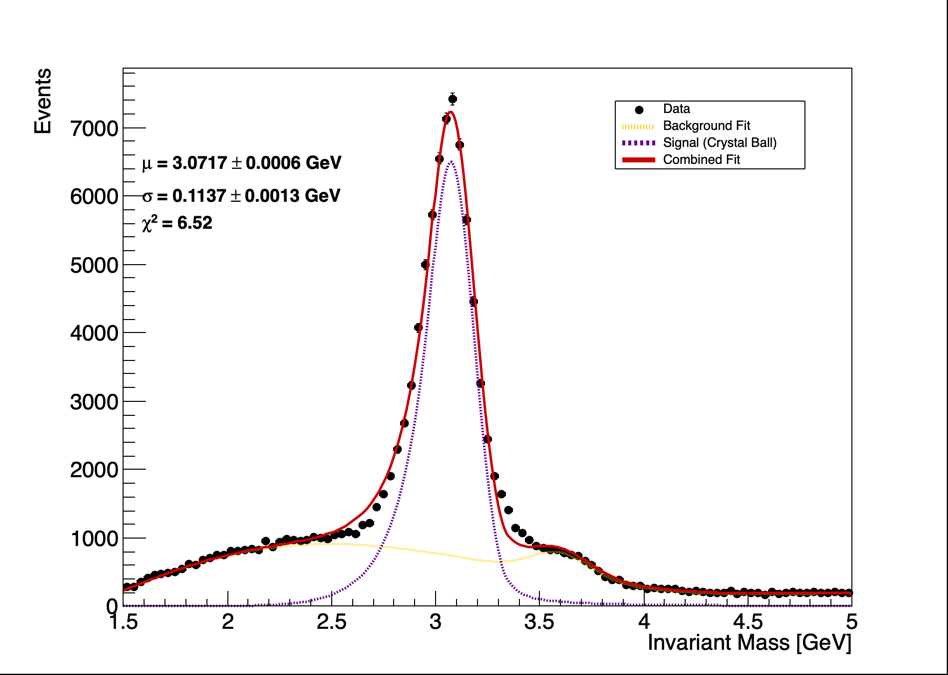 Events
7000
6000
5000
4000
3000
2000
1000
0
μ = 3.0717 ± 0.0006 GeV
σ = 0.1137 ± 0.0013 GeV
χ² = 6.52
Data
Background Fit
Signal (Crystal Ball)
Combined Fit
1.5 2 2.5 3 3.5 4 4.5 5
Invariant Mass [GeV]